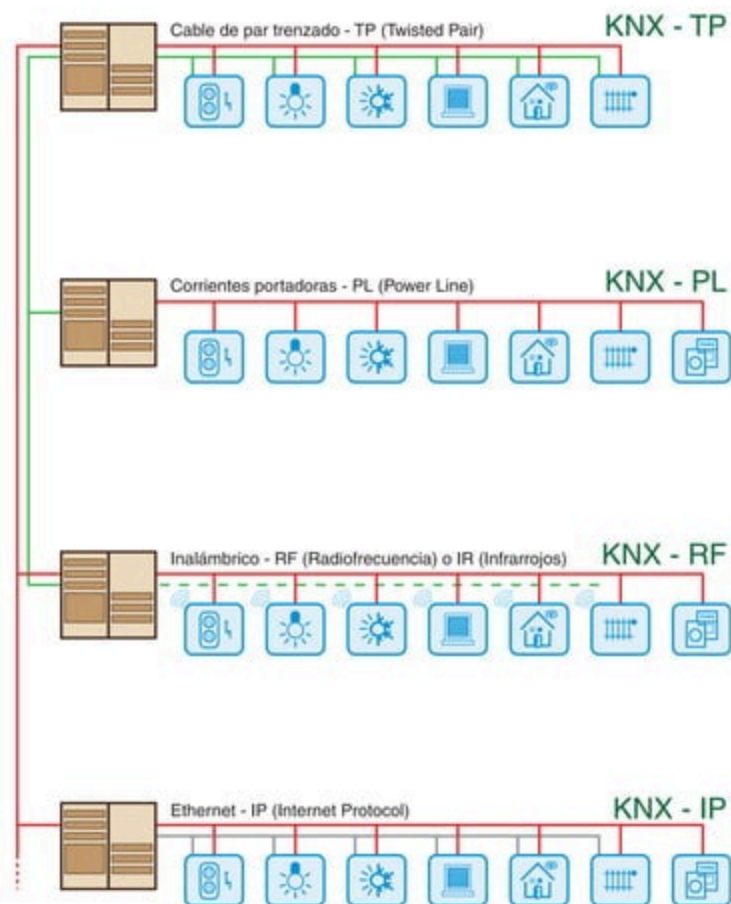 Cable de par trenzado - TP (Twisted Pair)
KNX - TP
Corrientes portadoras - PL (Power Line)
KNX - PL
Inalámbrico - RF (Radiofrecuencia) o IR (Infrarrojos)
KNX - RF
Ethernet - IP (Internet Protocol)
KNX - IP